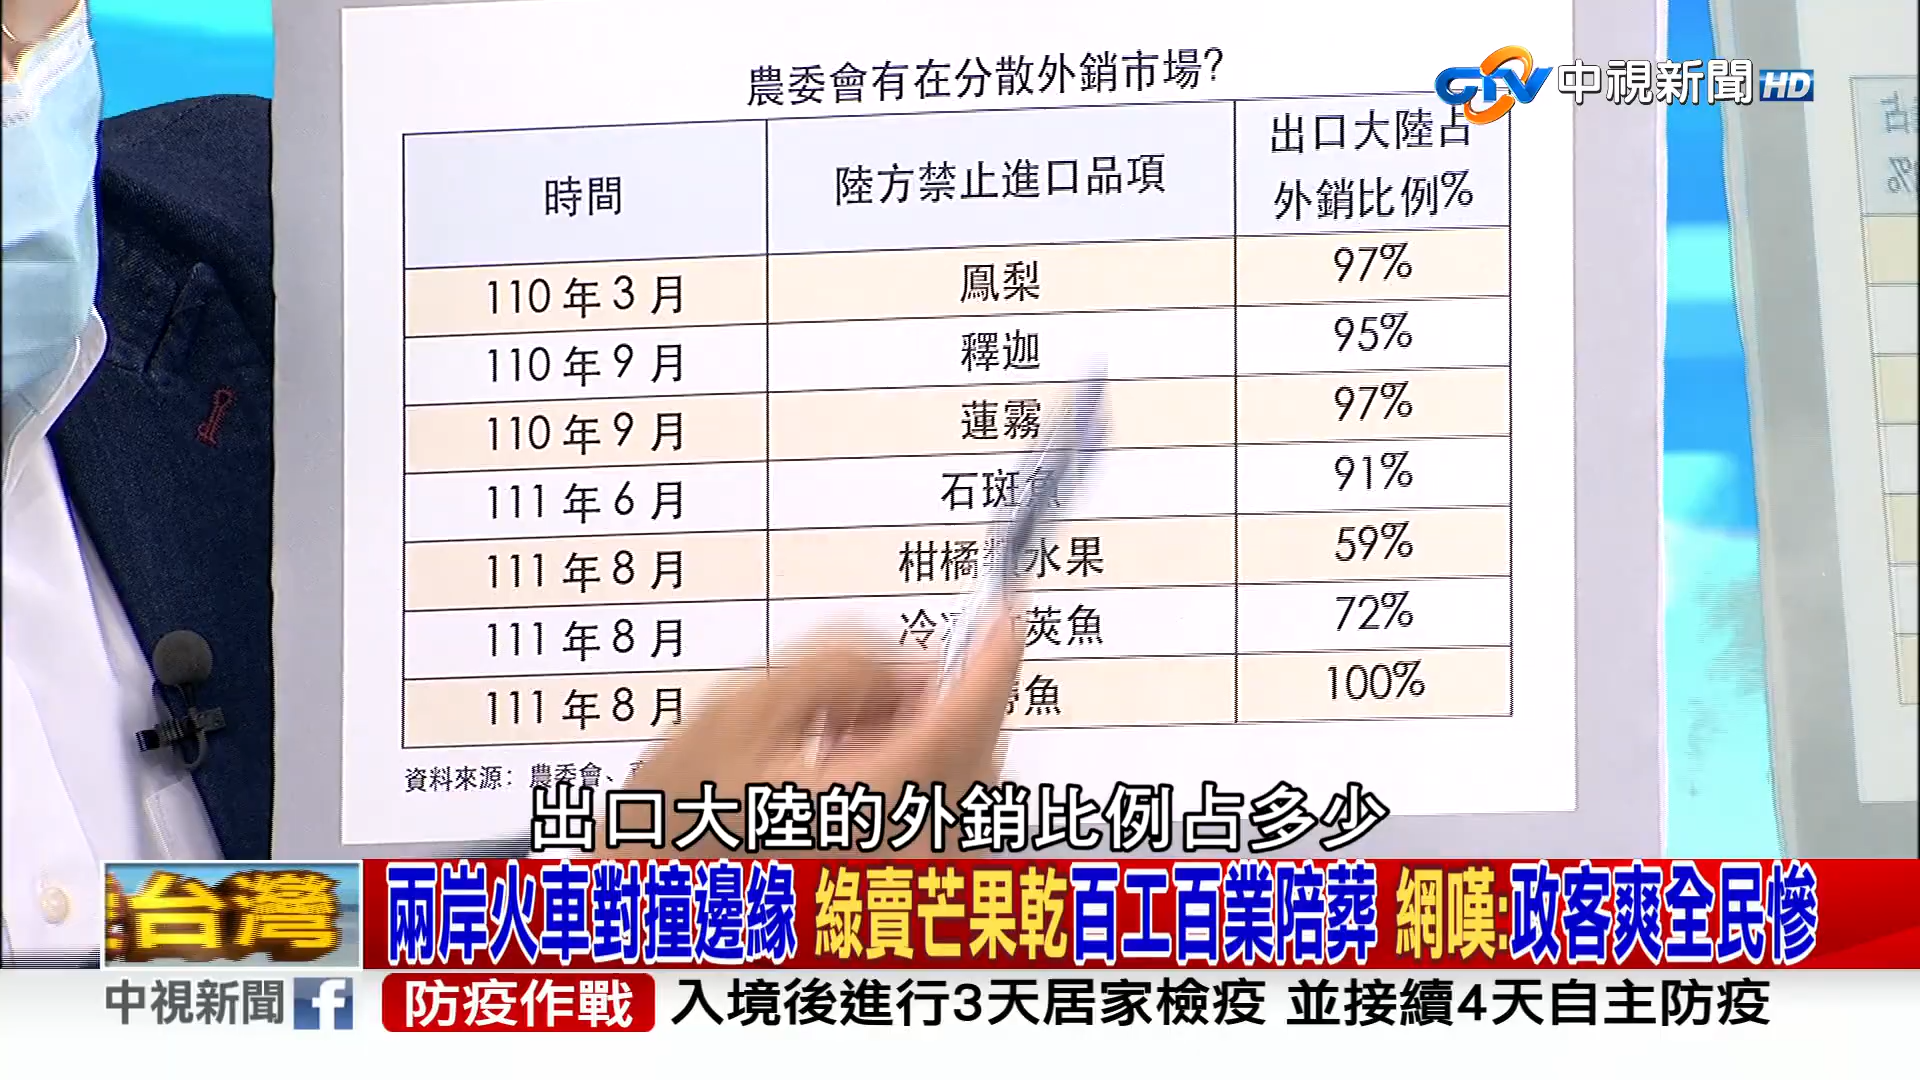 農委會有在分散外銷市場?
CTV中視新聞HD
時間 陸方禁止進口品項 出口大陸占
外銷比例%
110年3月 鳳梨 97%
110年9月 釋迦 95%
110年9月 蓮霧 97%
111年6月 石斑魚 91%
111年8月 柑橘類水果 59%
111年8月 冷 莢魚 72%
111年8月 魚 100%
資料來源：農委會、
出口大陸的外銷比例占多少
台灣
兩岸火車對撞邊緣 綠賣芒果乾百工百業陪葬 網嘆:政客爽全民慘
中視新聞 f 防疫作戰 入境後進行3天居家檢疫 並接續4天自主防疫